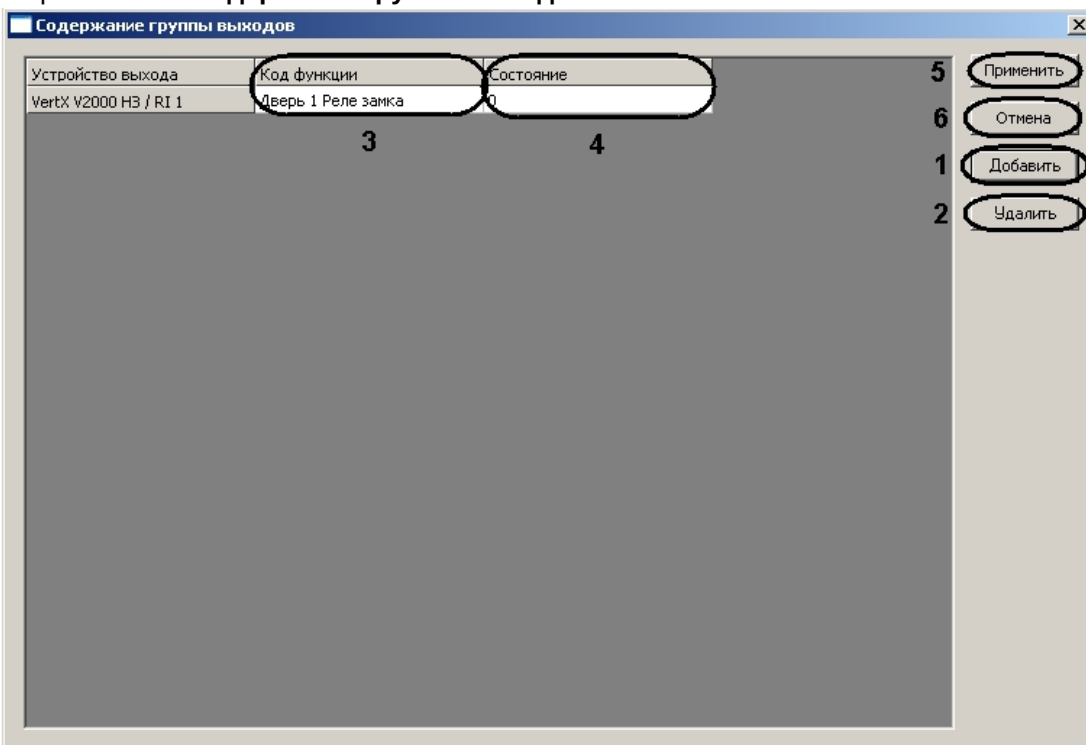 Содержание группы выходов
Устройство выхода Код функции Состояние 5 Применить
VertX V2000 НЗ / RI 1 Дверь 1 Реле замка 0 6 Отмена
3 4 1 Добавить
2 Удалить